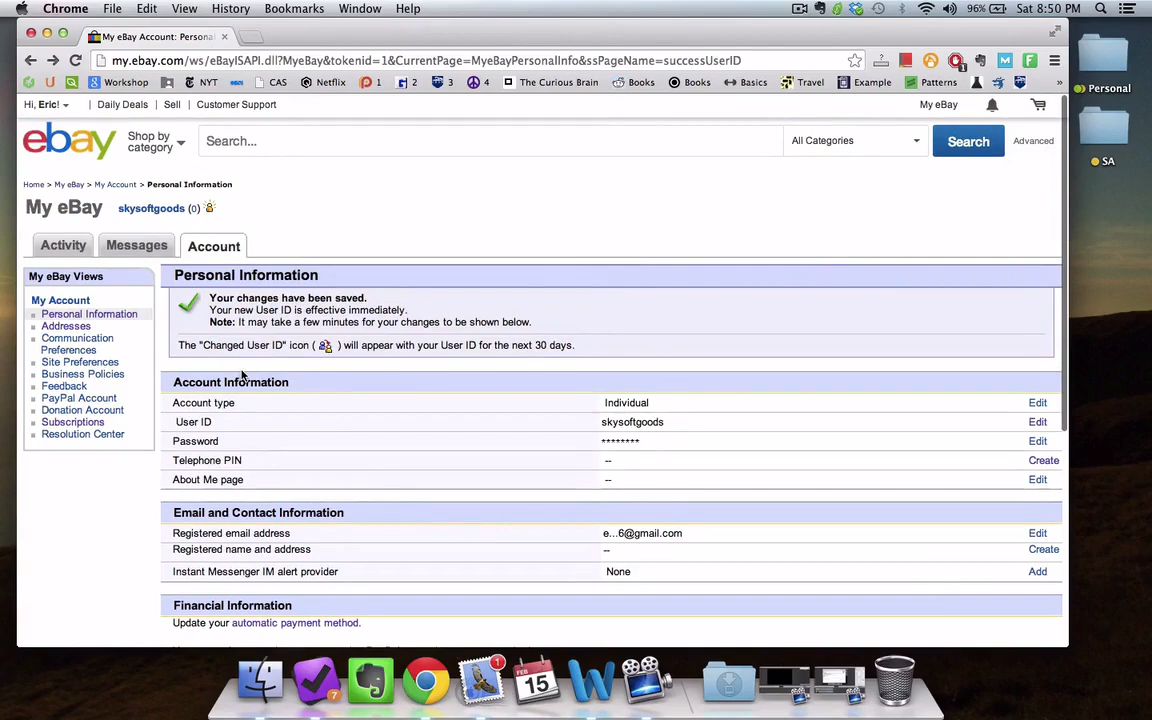 Chrome File Edit View History Bookmarks Window Help 96% Sat 8:50 PM
My eBay Account: Persona
my.ebay.com/ws/eBayISAPI.dll?MyeBay&tokenid=1&CurrentPage=MyeBayPersonalInfo&ssPageName=successUserID
Workshop NYT CAS Netflix 1 2 3 4 The Curious Brain Books Books Basics Travel Example Patterns »
Personal
SA
Hi, Eric! Daily Deals Sell Customer Support My eBay
ebay Shop by category Search... All Categories Search Advanced
Home > My eBay > My Account > Personal Information
My eBay skysoftgoods (0)
Activity Messages Account
My eBay Views
My Account
Personal Information
Addresses
Communication
Preferences
Site Preferences
Business Policies
Feedback
PayPal Account
Donation Account
Subscriptions
Resolution Center
Personal Information
Your changes have been saved.
Your new User ID is effective immediately.
Note: It may take a few minutes for your changes to be shown below.
The "Changed User ID" icon ( ) will appear with your User ID for the next 30 days.
Account Information
Account type Individual Edit
User ID skysoftgoods Edit
Password ******** Edit
Telephone PIN -- Create
About Me page -- Edit
Email and Contact Information
Registered email address e...6@gmail.com Edit
Registered name and address -- Create
Instant Messenger IM alert provider None Add
Financial Information
Update your automatic payment method.
7
1
FEB
15
W